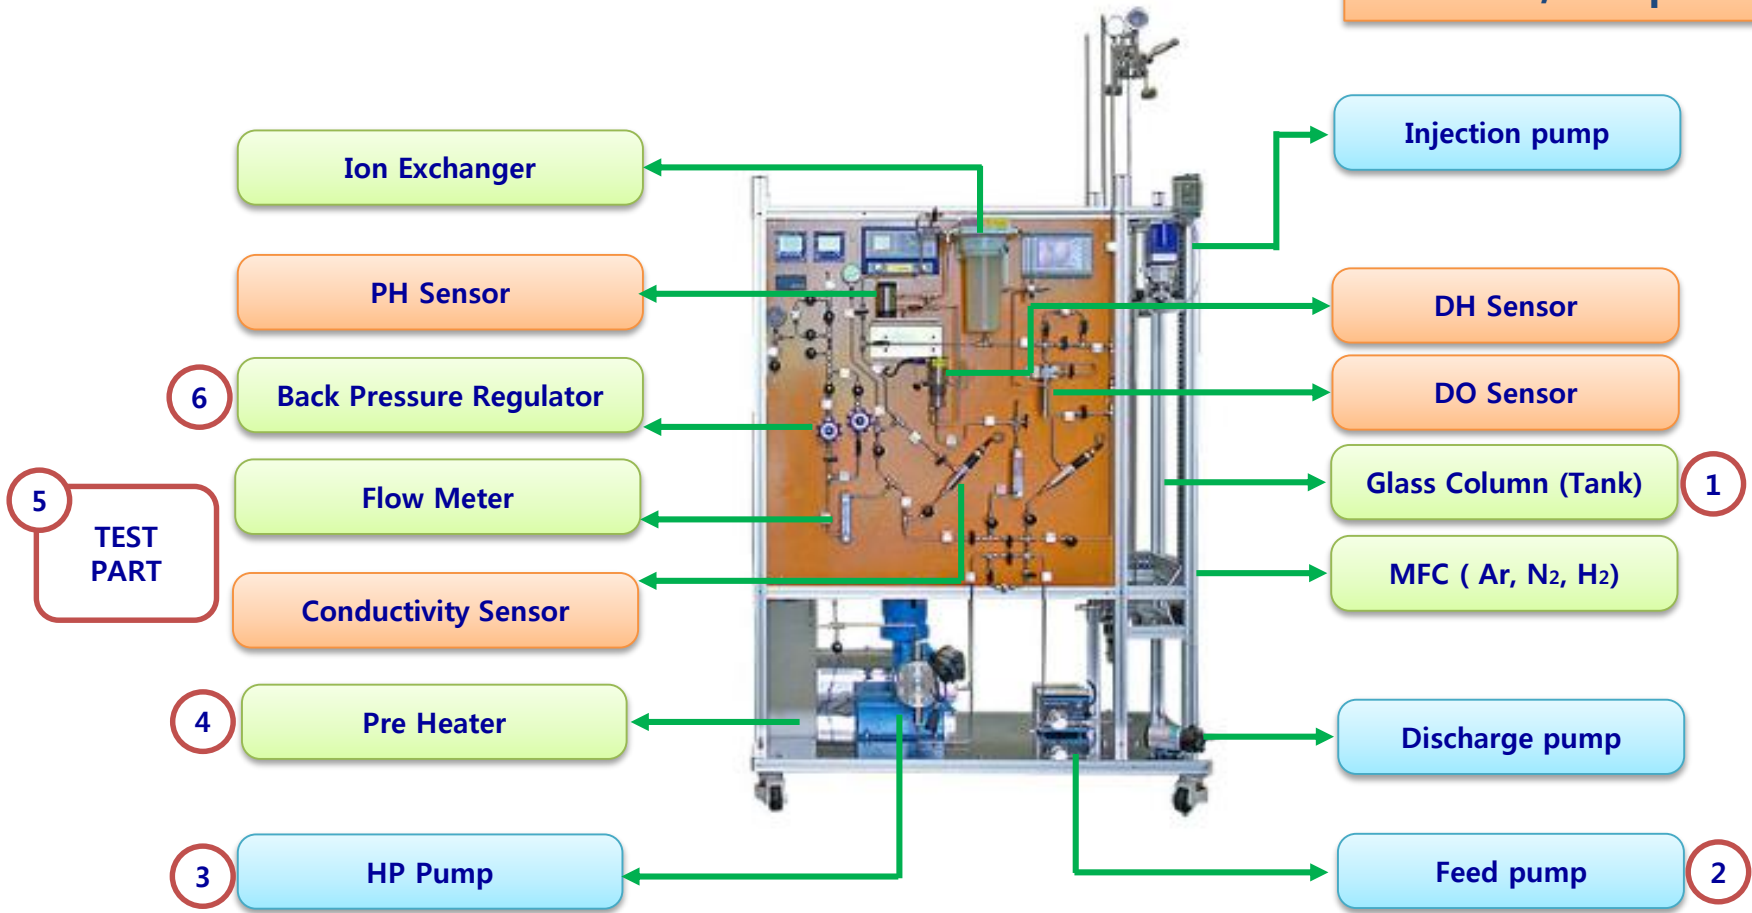 Injection pump
Ion Exchanger
PH Sensor
DH Sensor
6
Back Pressure Regulator
DO Sensor
5
TEST
PART
Flow Meter
Glass Column (Tank)
1
MFC ( Ar, N2, H2)
Conductivity Sensor
4
Pre Heater
Discharge pump
3
HP Pump
Feed pump
2